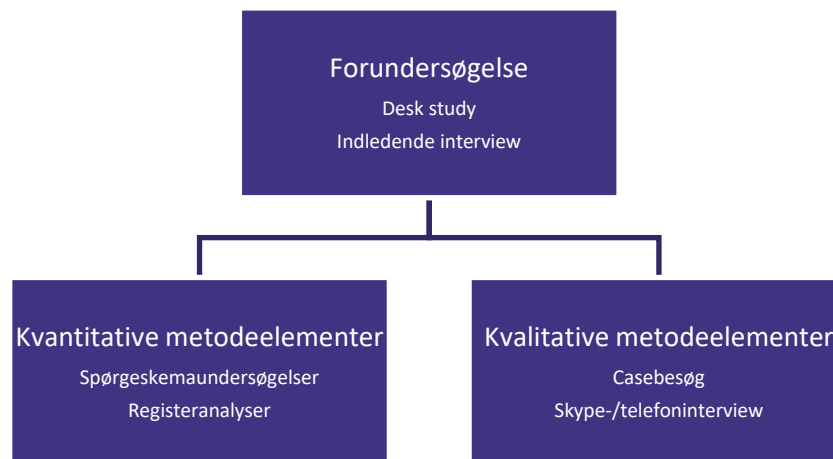 Forundersøgelse
Desk study
Indledende interview
Kvantitative metodeelementer
Spørgeskemaundersøgelser
Registeranalyser
Kvalitative metodeelementer
Casebesøg
Skype-/telefoninterview